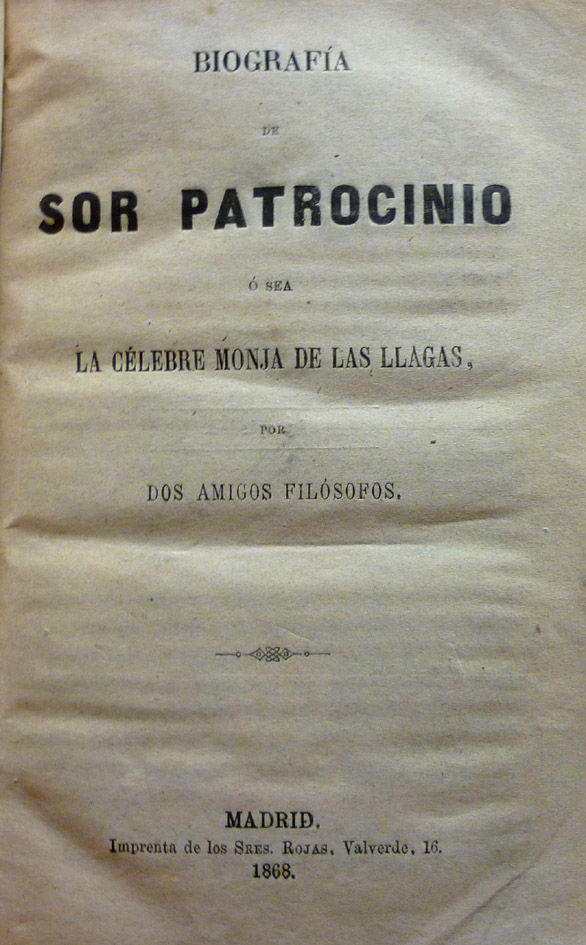 BIOGRAFÍA
DE
SOR PATROCINIO
Ó SEA
LA CÉLEBRE MONJA DE LAS LLAGAS,
POR
DOS AMIGOS FILÓSOFOS.
MADRID.
Imprenta de los SRES. ROJAS, Valverde, 16.
1868.